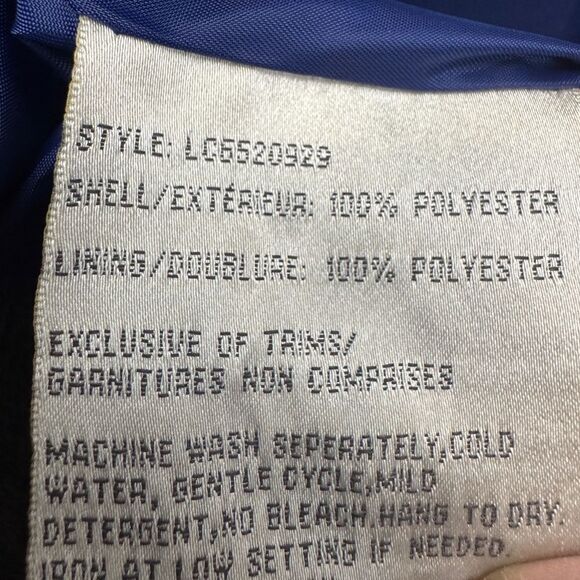 STYLE: LC6520929
SHELL/EXTÉRIEUR: 100% POLYESTER
LINING/DOUBLURE: 100% POLYESTER
EXCLUSIVE OF TRIMS/
GARNITURES NON COMPRISES
MACHINE WASH SEPERATELY,COLD
WATER, GENTLE CYCLE,MILD
DETERGENT,NO BLEACH.HANG TO DRY.
IRON AT LOW SETTING IF NEEDED.